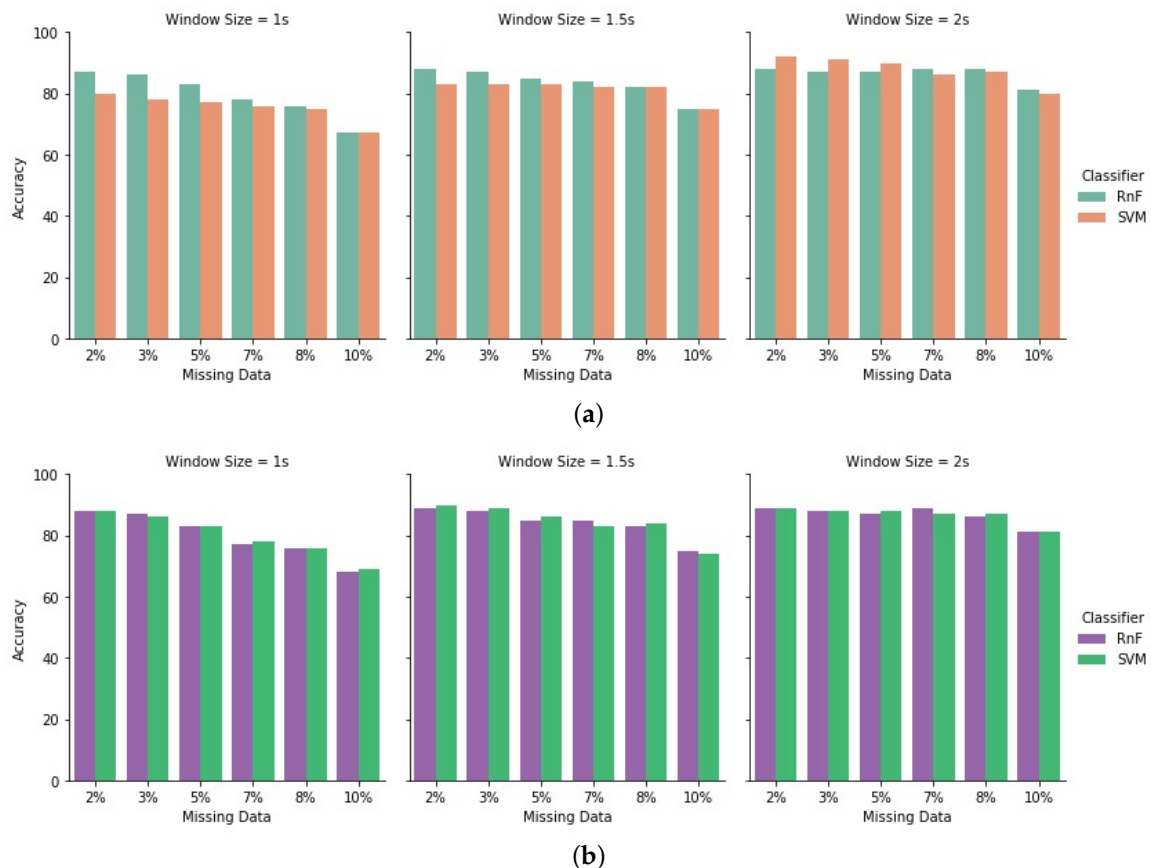 Window Size = 1s
Window Size = 1.5s
Window Size = 2s
100
80
60
40
20
0
Accuracy
2% 3% 5% 7% 8% 10%
2% 3% 5% 7% 8% 10%
2% 3% 5% 7% 8% 10%
Missing Data
Missing Data
Missing Data
Classifier
RnF
SVM
(a)
Window Size = 1s
Window Size = 1.5s
Window Size = 2s
100
80
60
40
20
0
Accuracy
2% 3% 5% 7% 8% 10%
2% 3% 5% 7% 8% 10%
2% 3% 5% 7% 8% 10%
Missing Data
Missing Data
Missing Data
Classifier
RnF
SVM
(b)